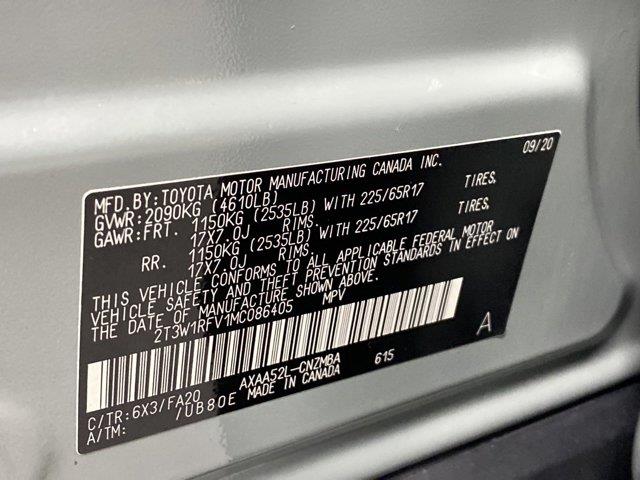 09/20
MFD.BY:TOYOTA MOTOR MANUFACTURING CANADA INC.
GVWR:2090KG (4610LB)
GAWR:FRT. 1150KG (2535LB) WITH 225/65R17 TIRES,
17X7.0J RIMS,
RR. 1150KG (2535LB) WITH 225/65R17 TIRES,
17X7.0J RIMS.
THIS VEHICLE CONFORMS TO ALL APPLICABLE FEDERAL MOTOR
VEHICLE SAFETY AND THEFT PREVENTION STANDARDS IN EFFECT ON
THE DATE OF MANUFACTURE SHOWN ABOVE.
2T3W1RFV1MC086405 MPV
A
C/TR:6X3/FA20 AXAA52L-CNZMBA 615
A/TM: /UB80E MADE IN CANADA